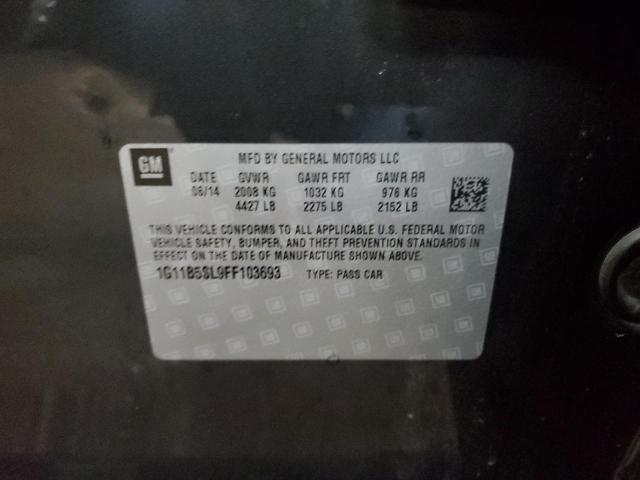 GM
MFD BY GENERAL MOTORS LLC
DATE GVWR GAWR FRT GAWR RR
06/14 2008 KG 1032 KG 976 KG
4427 LB 2275 LB 2152 LB
THIS VEHICLE CONFORMS TO ALL APPLICABLE U.S. FEDERAL MOTOR
VEHICLE SAFETY, BUMPER, AND THEFT PREVENTION STANDARDS IN
EFFECT ON THE DATE OF MANUFACTURE SHOWN ABOVE.
1G11B5SL9FF103693 TYPE: PASS CAR